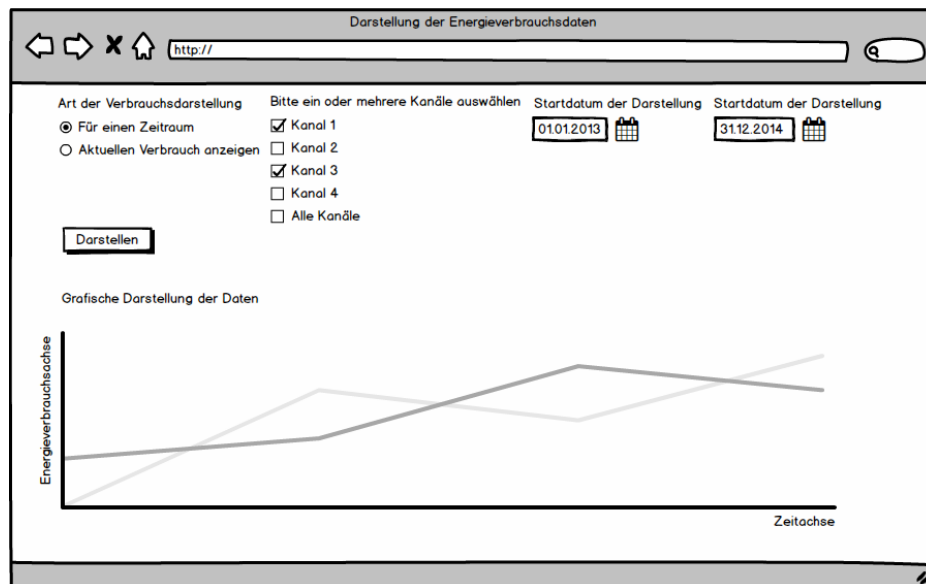 Darstellung der Energieverbrauchsdaten
http://
Art der Verbrauchsdarstellung
Für einen Zeitraum
Aktuellen Verbrauch anzeigen
Bitte ein oder mehrere Kanäle auswählen
Kanal 1
Kanal 2
Kanal 3
Kanal 4
Alle Kanäle
Startdatum der Darstellung
01.01.2013
Startdatum der Darstellung
31.12.2014
Darstellen
Grafische Darstellung der Daten
Energieverbrauchsachse
Zeitachse